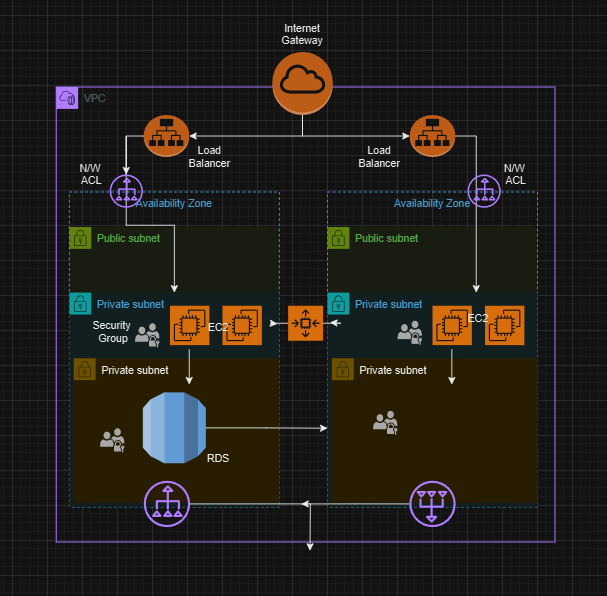 Internet
Gateway
VPC
Load
Balancer
Load
Balancer
N/W
ACL
N/W
ACL
Availability Zone
Availability Zone
Public subnet
Public subnet
Private subnet
Private subnet
Security
Group
EC2
EC2
Private subnet
Private subnet
RDS